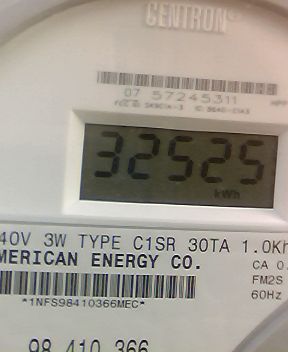 CENTRON®
07 57245311
32525
kWh
40V 3W TYPE C1SR 30TA 1.0Kh
MERICAN ENERGY CO.
CA 0.
FM2S
60Hz
*1NFS98410366MEC*
98 410 366